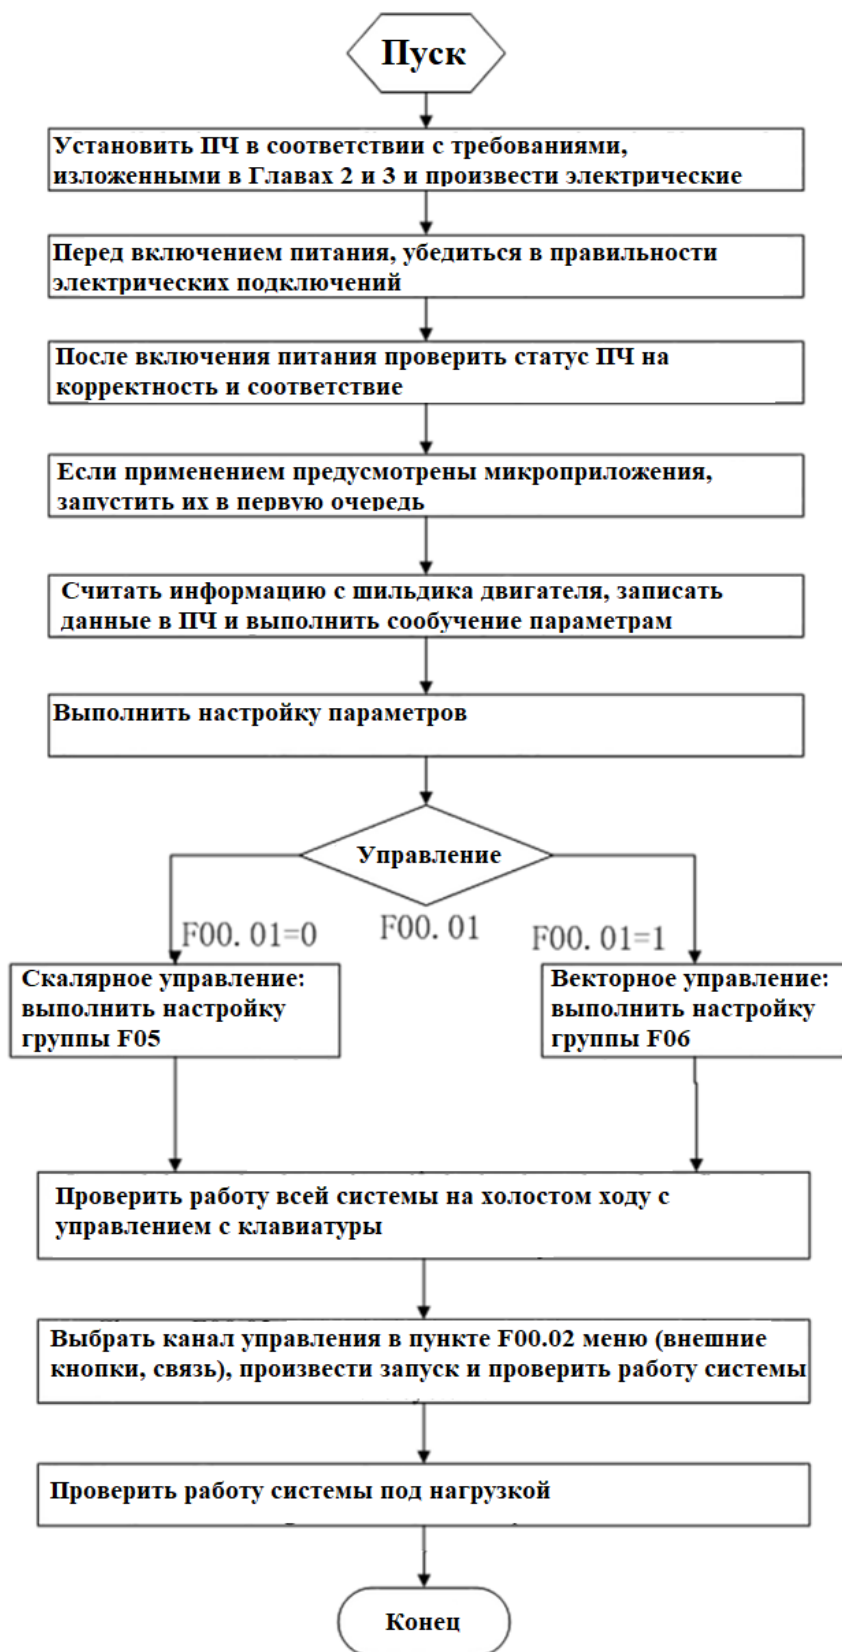 Пуск
Установить ПЧ в соответствии с требованиями,
изложенными в Главах 2 и 3 и произвести электрические
Перед включением питания, убедиться в правильности
электрических подключений
После включения питания проверить статус ПЧ на
корректность и соответствие
Если применением предусмотрены микроприложения,
запустить их в первую очередь
Считать информацию с шильдика двигателя, записать
данные в ПЧ и выполнить сообучение параметрам
Выполнить настройку параметров
Управление
F00.01
F00.01=0
F00.01=1
Скалярное управление:
выполнить настройку
группы F05
Векторное управление:
выполнить настройку
группы F06
Проверить работу всей системы на холостом ходу с
управлением с клавиатуры
Выбрать канал управления в пункте F00.02 меню (внешние
кнопки, связь), произвести запуск и проверить работу системы
Проверить работу системы под нагрузкой
Конец